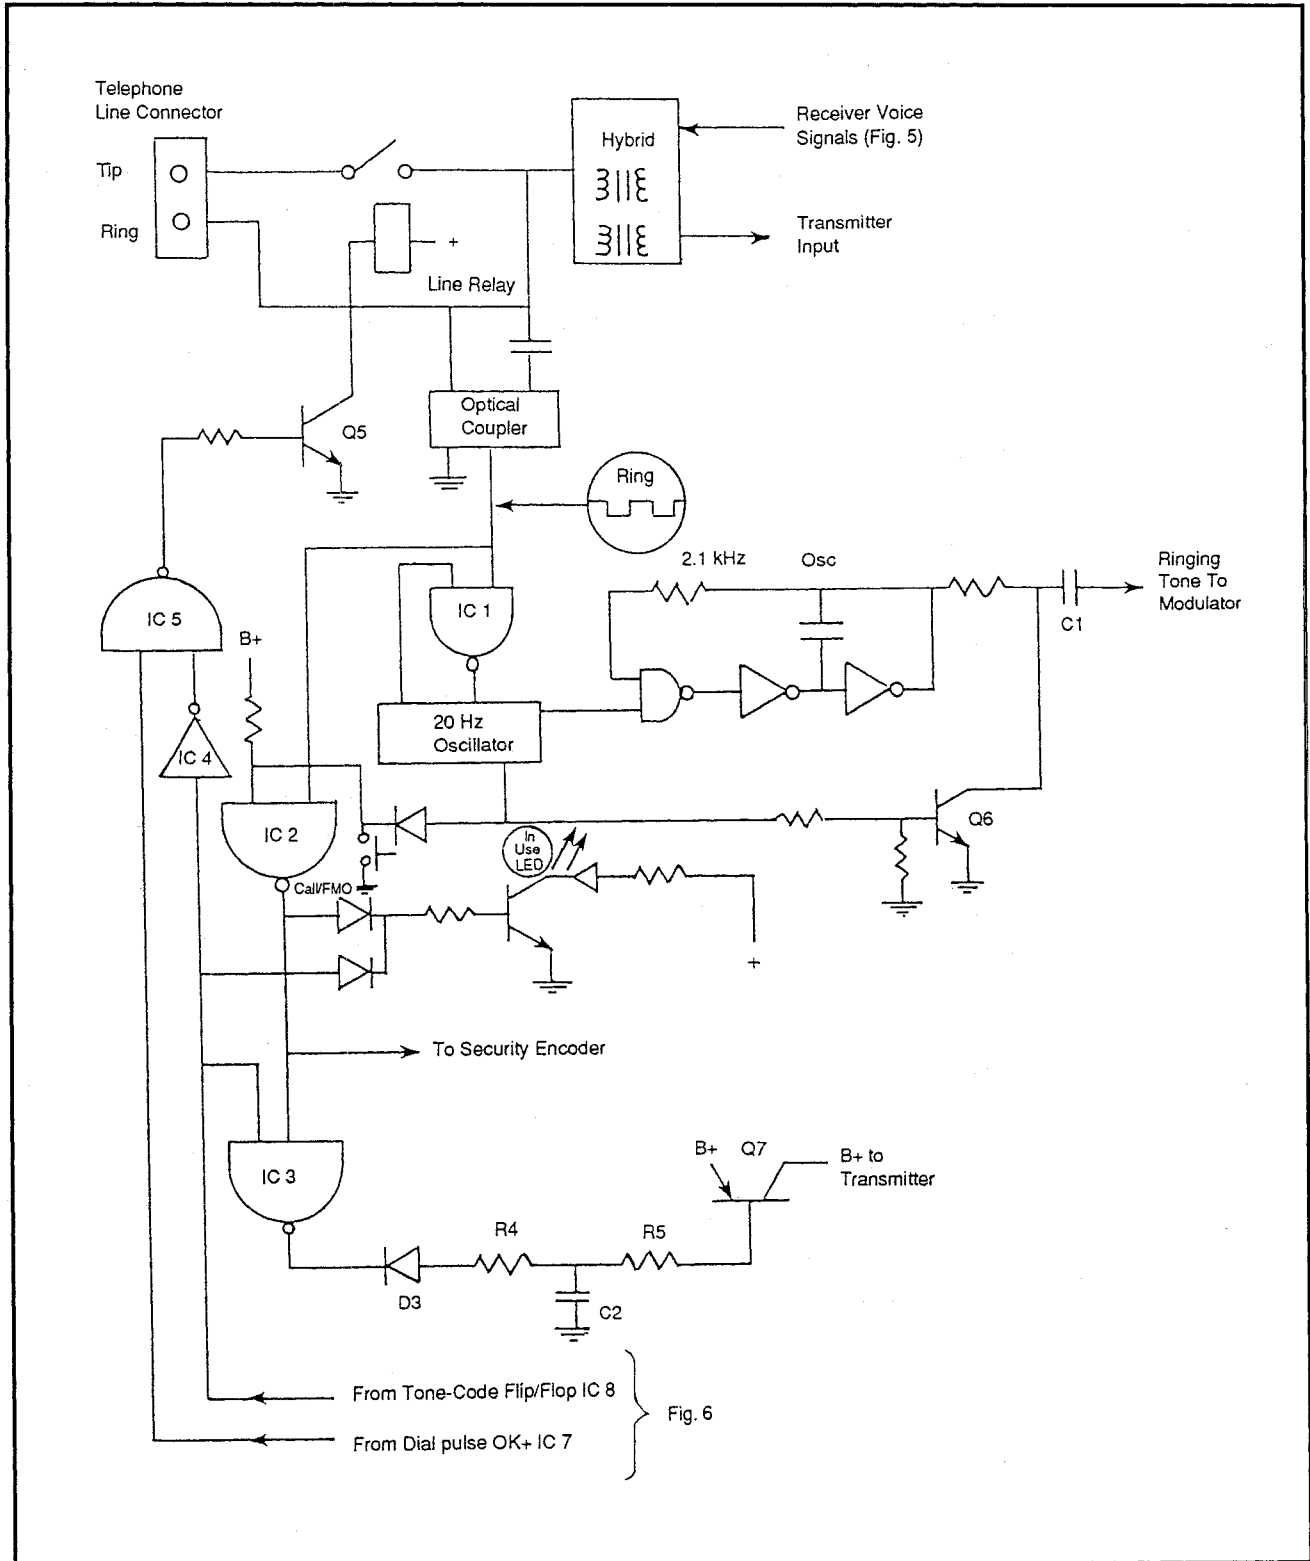 Telephone
Line Connector
Tip
Ring
Hybrid
Receiver Voice
Signals (Fig. 5)
Transmitter
Input
+
Line Relay
Optical
Coupler
Q5
Ring
2.1 kHz
Osc
Ringing
Tone To
Modulator
C1
IC 5
IC 1
B+
20 Hz
Oscillator
IC 4
IC 2
In
Use
LED
Q6
Call/FMO
+
To Security Encoder
IC 3
B+
Q7
B+ to
Transmitter
R4
R5
D3
C2
From Tone-Code Flip/Flop IC 8
From Dial pulse OK+ IC 7
Fig. 6